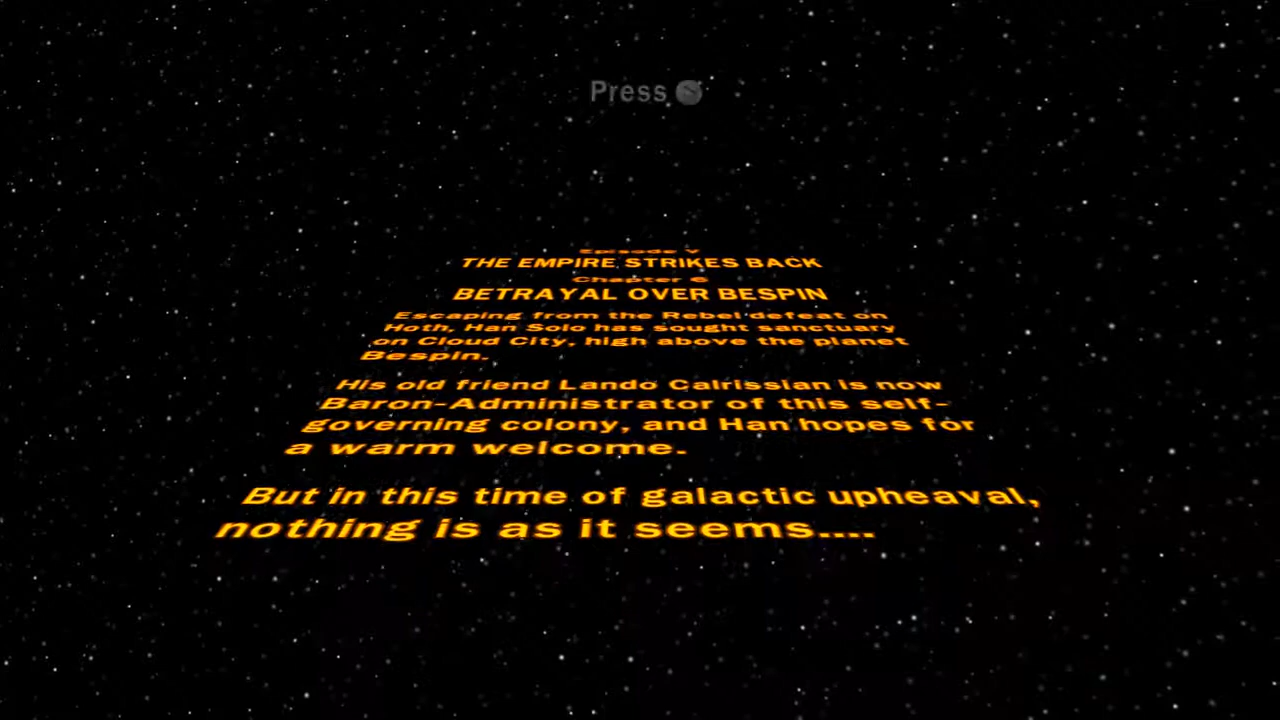 Press
Episode V
THE EMPIRE STRIKES BACK
Chapter 6
BETRAYAL OVER BESPIN
Escaping from the Rebel defeat on
Hoth, Han Solo has sought sanctuary
on Cloud City, high above the planet
Bespin.
His old friend Lando Calrissian is now
Baron-Administrator of this self-
governing colony, and Han hopes for
a warm welcome.
But in this time of galactic upheaval,
nothing is as it seems....